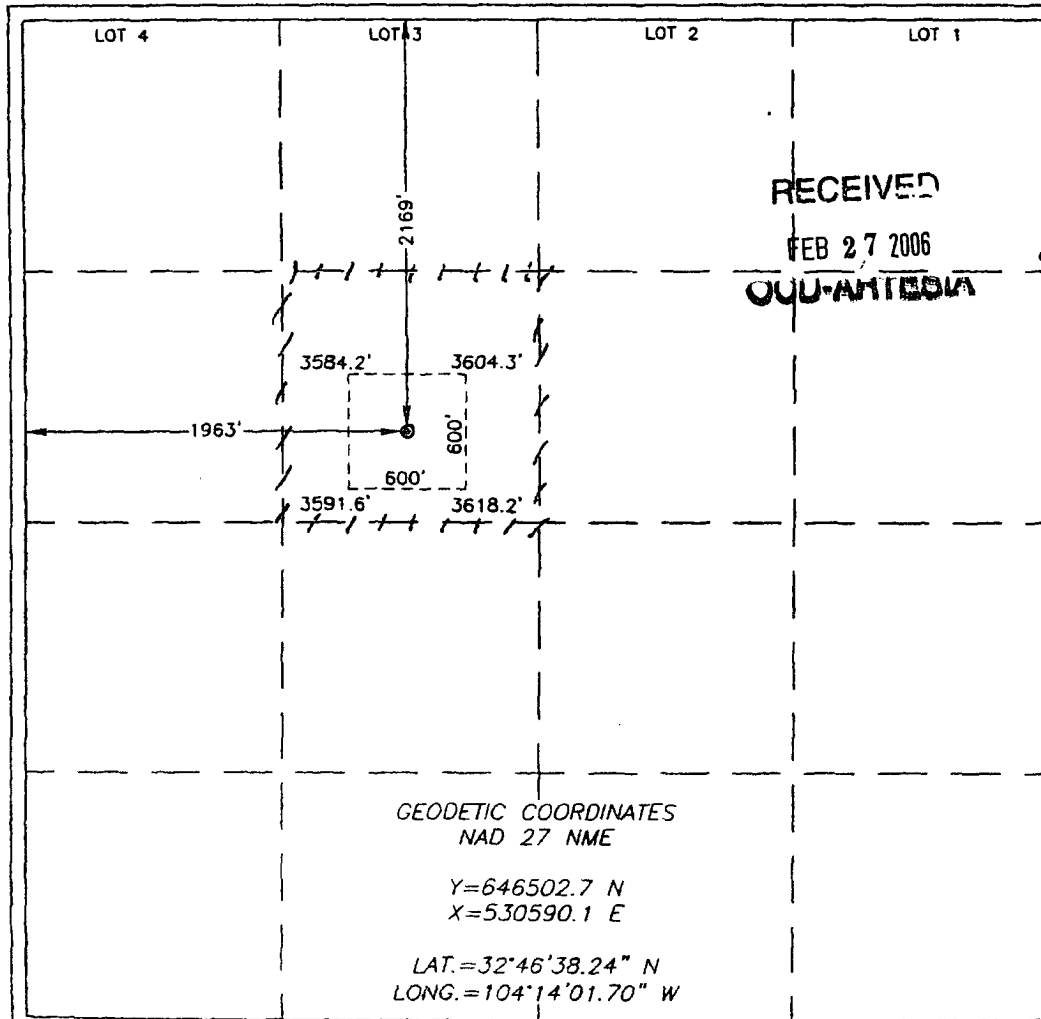 LOT 4 LOT 3 LOT 2 LOT 1
2169'
RECEIVED
FEB 27 2006
OCD-ARTESIA
3584.2' 3604.3'
1963'
600'
600'
3591.6' 3618.2'
GEODETIC COORDINATES
NAD 27 NME
Y=646502.7 N
X=530590.1 E
LAT.=32°46'38.24" N
LONG.=104°14'01.70" W